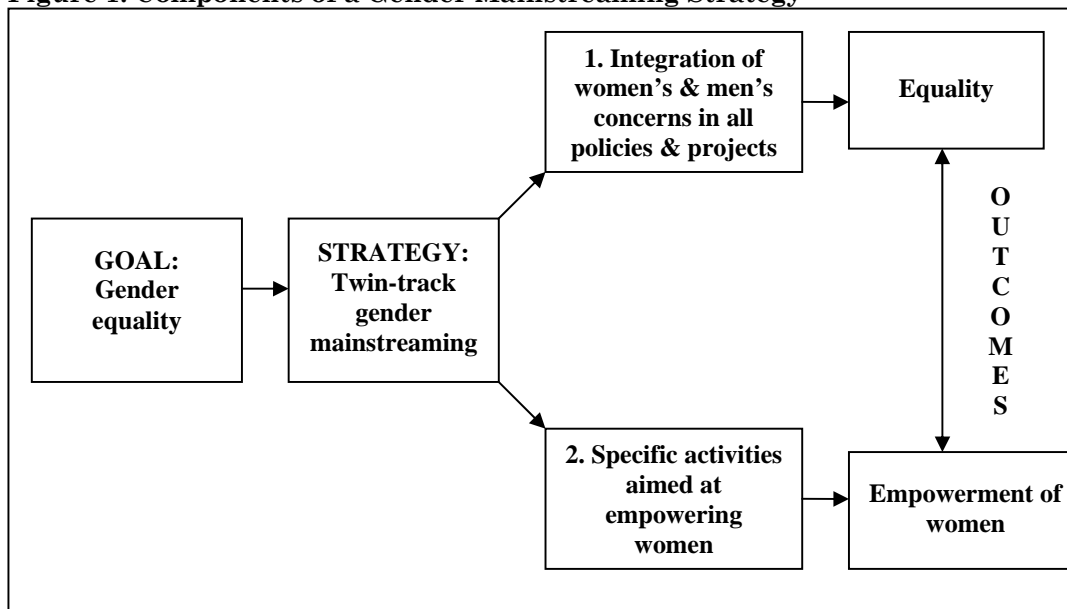 Figure 1. Components of a Gender Mainstreaming Strategy
1. Integration of
women’s & men’s
concerns in all
policies & projects
Equality
GOAL:
Gender
equality
STRATEGY:
Twin-track
gender
mainstreaming
O
U
T
C
O
M
E
S
2. Specific activities
aimed at
empowering
women
Empowerment of
women